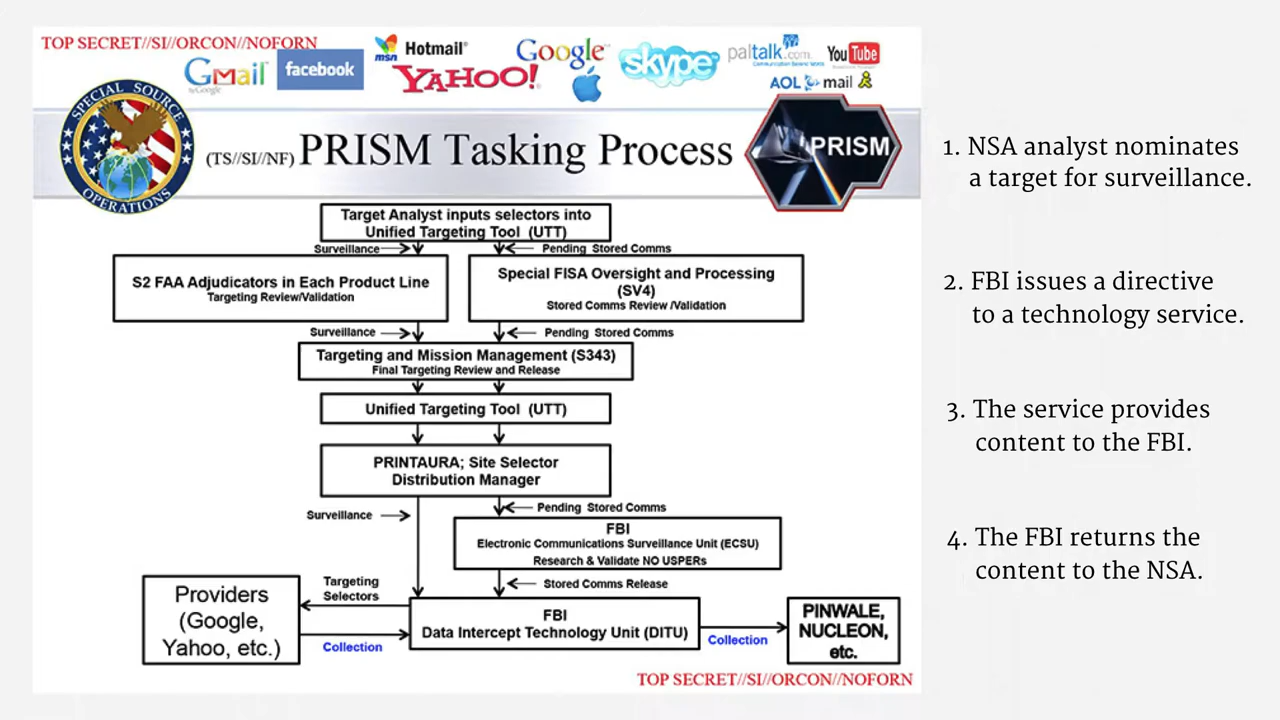 TOP SECRET//SI//ORCON//NOFORN
Gmail
by Google
facebook
msn
Hotmail
YAHOO!
Google
skype
paltalk.com
Communication Beyond Words
YouTube
AOL mail
SPECIAL SOURCE
OPERATIONS
(TS//SI//NF) PRISM Tasking Process
PRISM
Target Analyst inputs selectors into
Unified Targeting Tool (UTT)
Surveillance
Pending Stored Comms
S2 FAA Adjudicators in Each Product Line
Targeting Review/Validation
Special FISA Oversight and Processing
(SV4)
Stored Comms Review /Validation
Surveillance
Pending Stored Comms
Targeting and Mission Management (S343)
Final Targeting Review and Release
Unified Targeting Tool (UTT)
PRINTAURA; Site Selector
Distribution Manager
Surveillance
Pending Stored Comms
FBI
Electronic Communications Surveillance Unit (ECSU)
Research & Validate NO USPERs
Stored Comms Release
Providers
(Google,
Yahoo, etc.)
Targeting
Selectors
Collection
FBI
Data Intercept Technology Unit (DITU)
Collection
PINWALE,
NUCLEON,
etc.
TOP SECRET//SI//ORCON//NOFORN
1. NSA analyst nominates
a target for surveillance.
2. FBI issues a directive
to a technology service.
3. The service provides
content to the FBI.
4. The FBI returns the
content to the NSA.